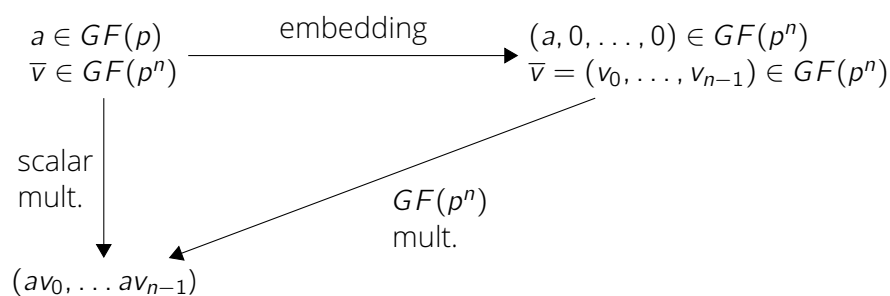 a ∈ GF(p)
v̅ ∈ GF(pⁿ)
embedding
(a, 0, . . . , 0) ∈ GF(pⁿ)
v̅ = (v₀, . . . , vₙ₋₁) ∈ GF(pⁿ)
scalar
mult.
GF(pⁿ)
mult.
(av₀, . . . avₙ₋₁)